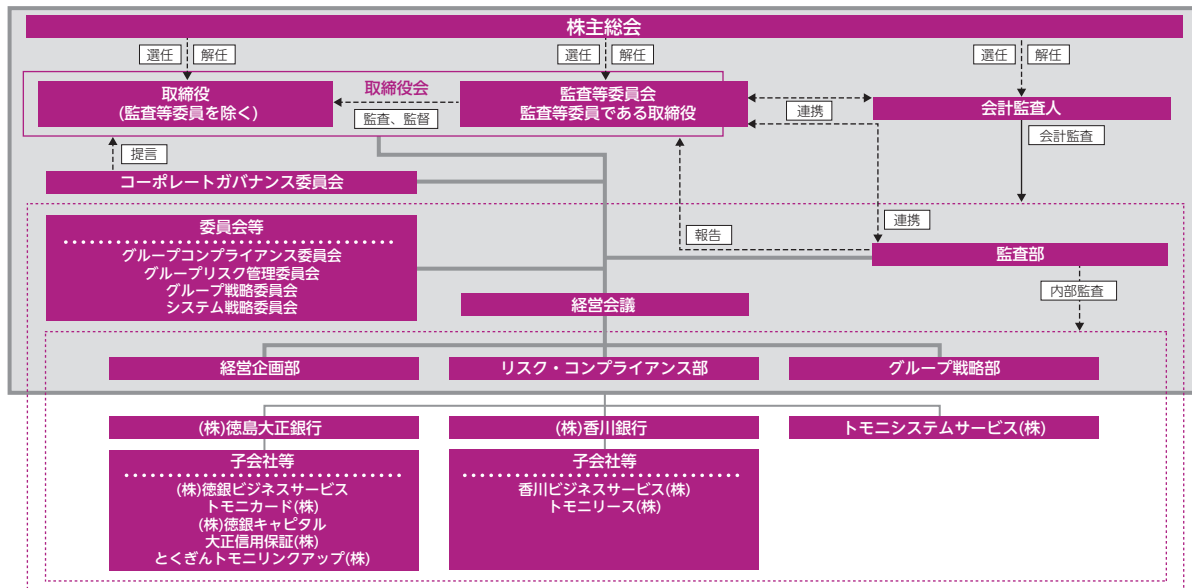 株主総会
選任
解任
選任
解任
選任
解任
取締役会
取締役
(監査等委員を除く)
監査、監督
監査等委員会
監査等委員である取締役
連携
会計監査人
会計監査
提言
コーポレートガバナンス委員会
委員会等
グループコンプライアンス委員会
グループリスク管理委員会
グループ戦略委員会
システム戦略委員会
報告
連携
監査部
内部監査
経営会議
経営企画部
リスク・コンプライアンス部
グループ戦略部
(株)徳島大正銀行
(株)香川銀行
トモニシステムサービス(株)
子会社等
(株)徳銀ビジネスサービス
トモニカード(株)
(株)徳銀キャピタル
大正信用保証(株)
とくぎんトモニリンクアップ(株)
子会社等
香川ビジネスサービス(株)
トモニリース(株)